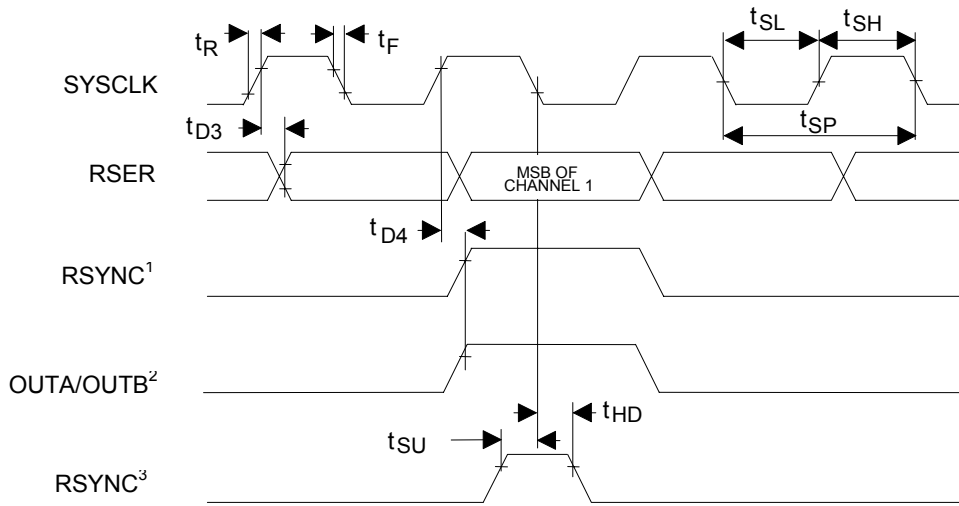 tR
tF
tSL
tSH
SYSCLK
tD3
tSP
RSER
MSB OF
CHANNEL 1
tD4
RSYNC¹
OUTA/OUTB²
tHD
tSU
RSYNC³